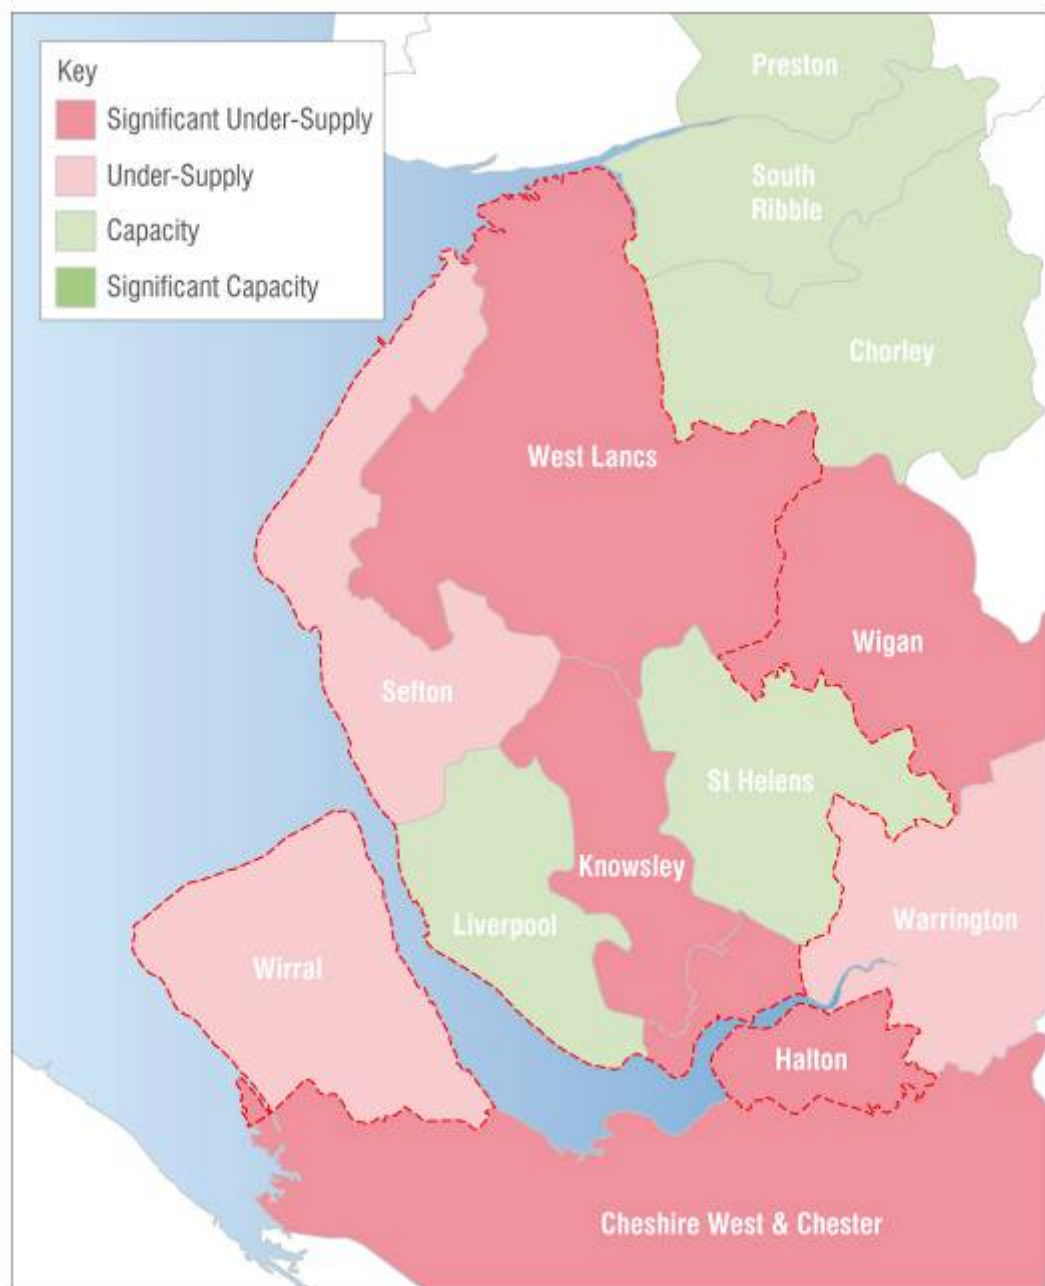 Key
Significant Under-Supply
Under-Supply
Capacity
Significant Capacity
Preston
South
Ribble
Chorley
West Lancs
Wigan
Sefton
St Helens
Knowsley
Liverpool
Warrington
Wirral
Halton
Cheshire West & Chester